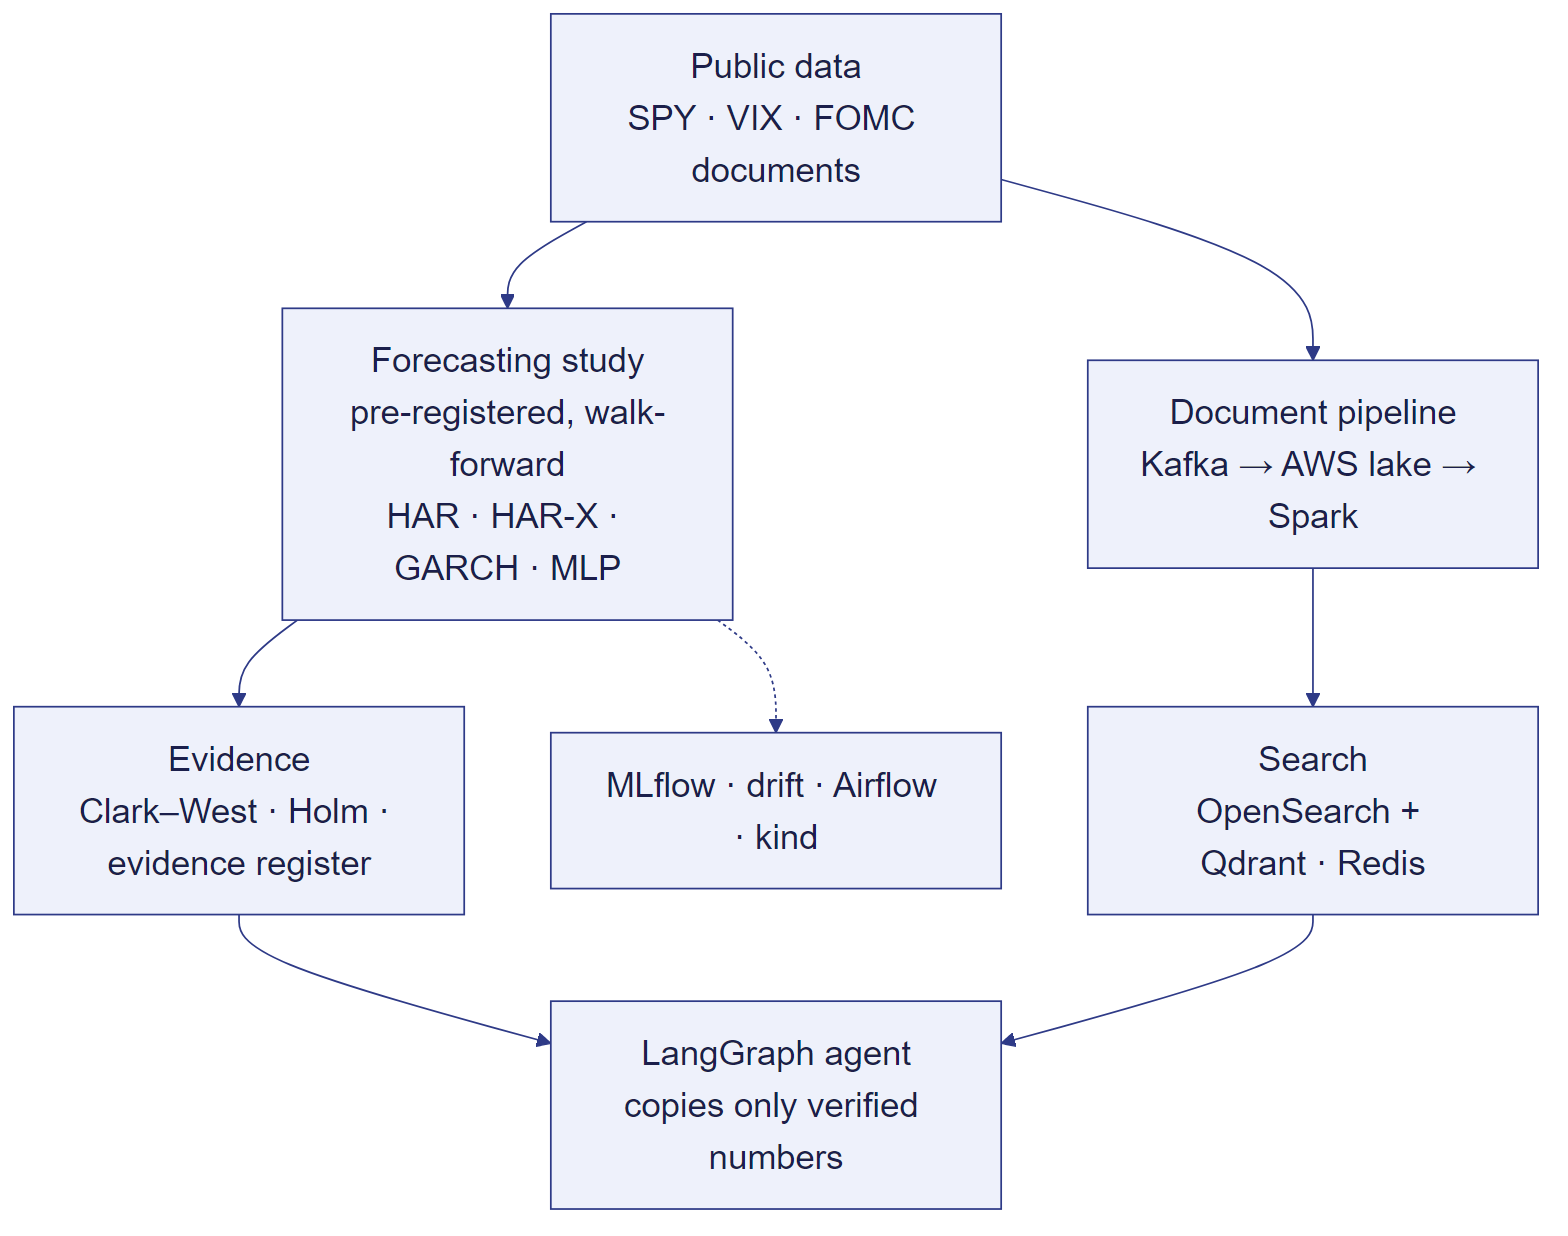 Public data
SPY · VIX · FOMC
documents
Forecasting study
pre-registered, walk-
forward
HAR · HAR-X ·
GARCH · MLP
Document pipeline
Kafka → AWS lake →
Spark
Evidence
Clark–West · Holm ·
evidence register
MLflow · drift · Airflow
· kind
Search
OpenSearch +
Qdrant · Redis
LangGraph agent
copies only verified
numbers